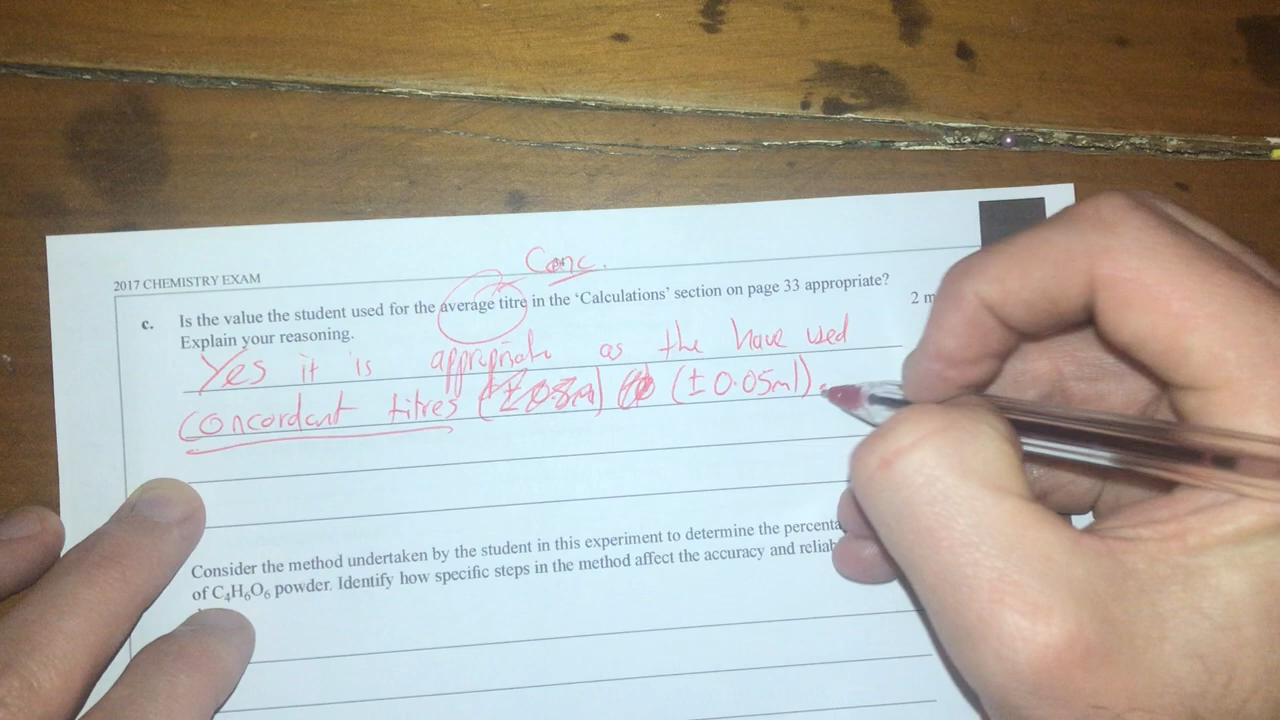 Conc.
2017 CHEMISTRY EXAM
c. Is the value the student used for the average titre in the ‘Calculations’ section on page 33 appropriate?
2 m
Explain your reasoning.
Yes it is appropriate as the have used
concordant titres (±0.05ml).
Consider the method undertaken by the student in this experiment to determine the percenta
of C₄H₆O₆ powder. Identify how specific steps in the method affect the accuracy and reliab